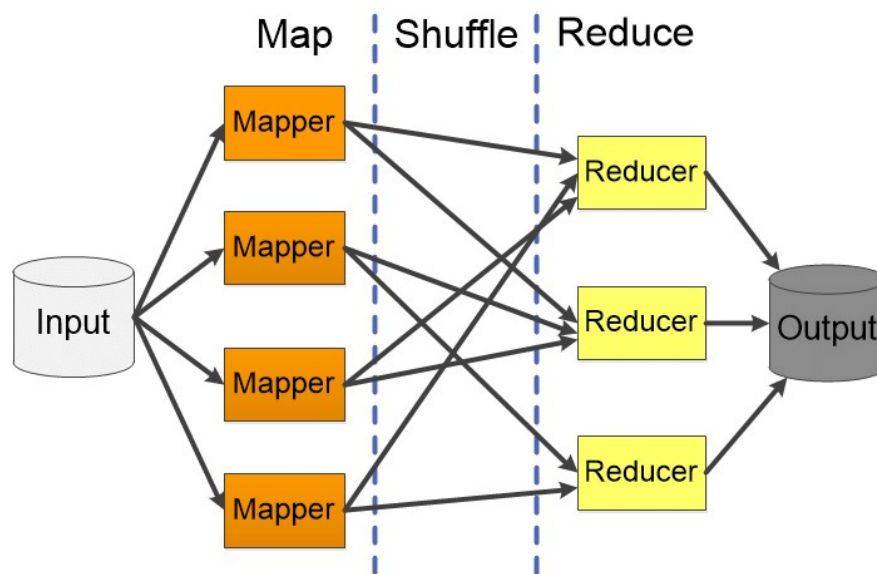 Map
Shuffle
Reduce
Mapper
Mapper
Mapper
Mapper
Reducer
Reducer
Reducer
Input
Output